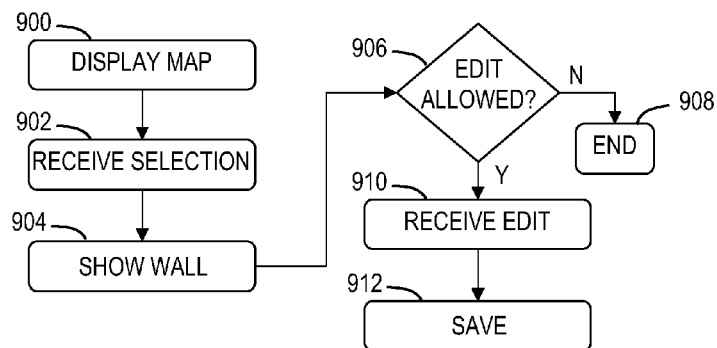 900
DISPLAY MAP
902
RECEIVE SELECTION
904
SHOW WALL
906
EDIT
ALLOWED?
N
908
END
Y
910
RECEIVE EDIT
912
SAVE